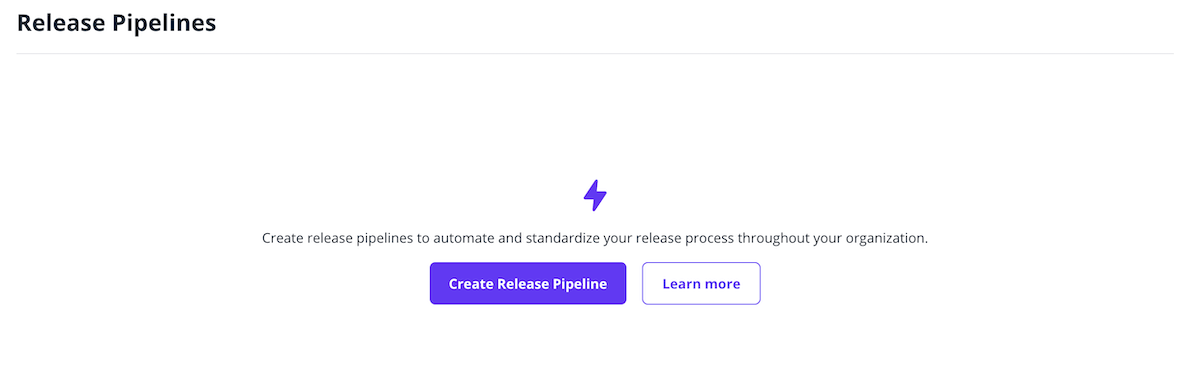 Release Pipelines
Create release pipelines to automate and standardize your release process throughout your organization.
Create Release Pipeline
Learn more